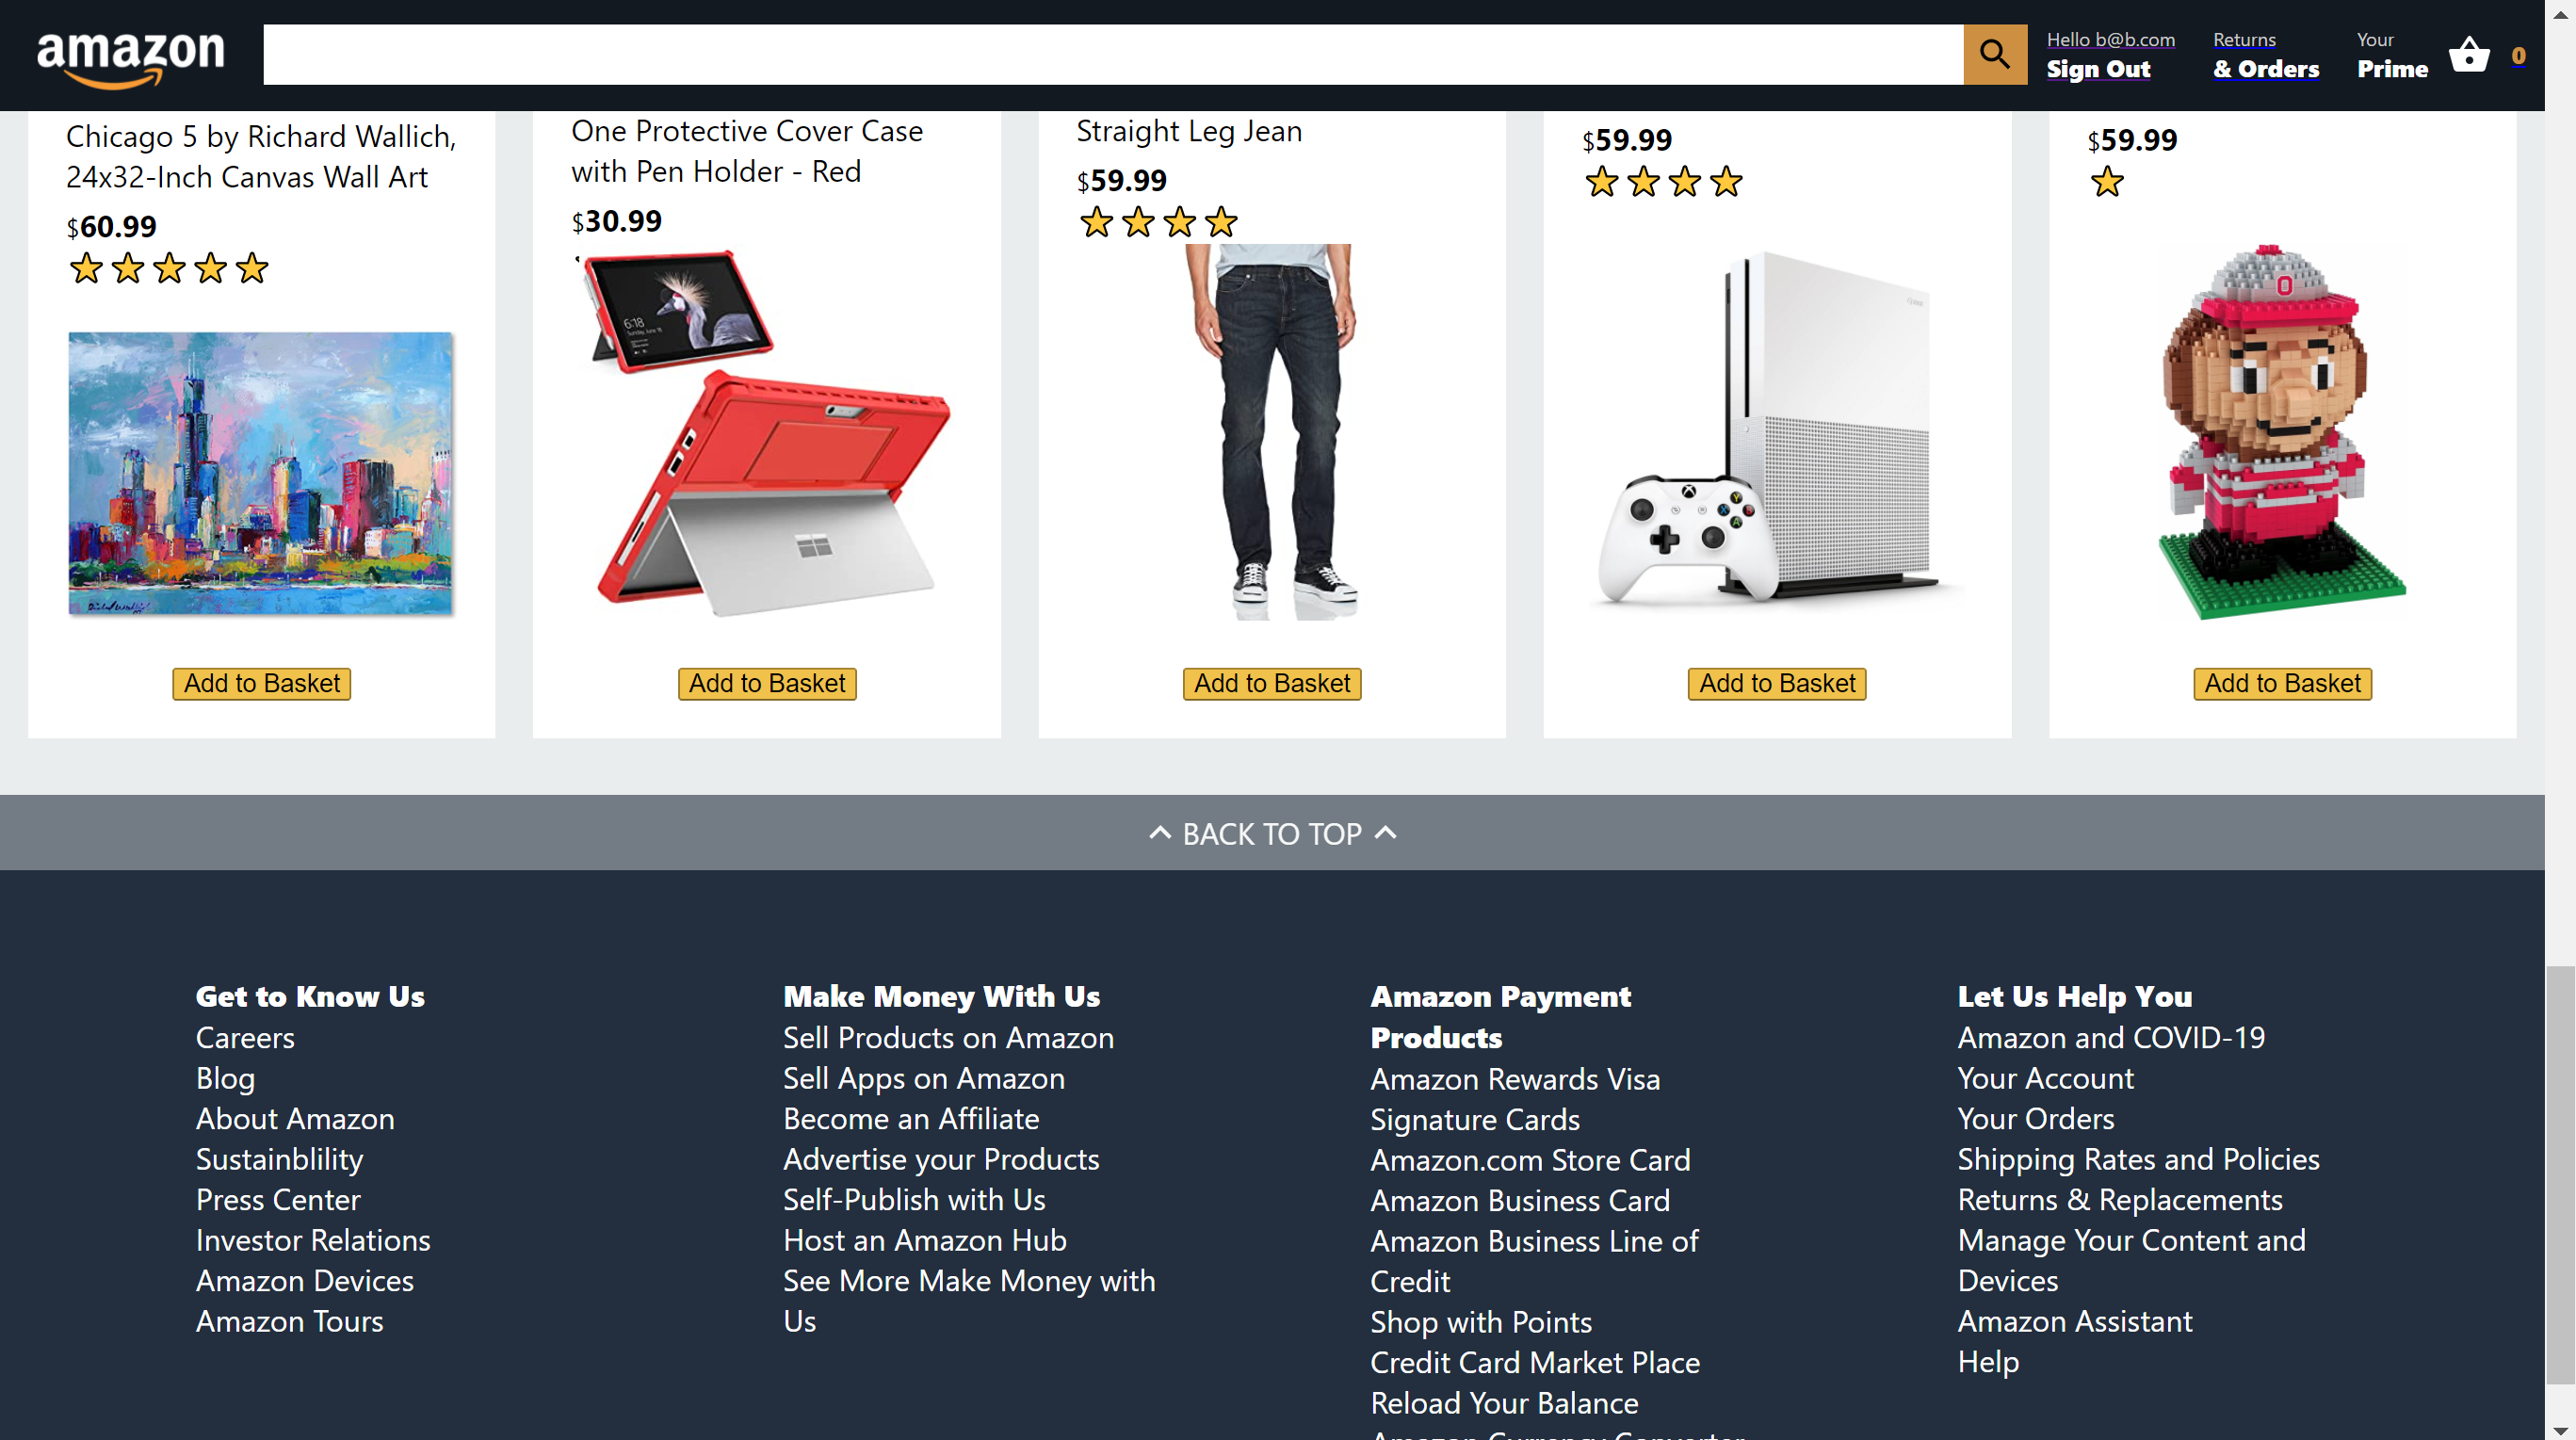 amazon
Hello b@b.com
Sign Out
Returns
& Orders
Your
Prime
0
Chicago 5 by Richard Wallich,
24x32-Inch Canvas Wall Art
$60.99
One Protective Cover Case
with Pen Holder - Red
$30.99
6:18
Straight Leg Jean
$59.99
$59.99
Y
X
B
A
$59.99
O
Add to Basket
Add to Basket
Add to Basket
Add to Basket
Add to Basket
BACK TO TOP
Get to Know Us
Careers
Blog
About Amazon
Sustainblility
Press Center
Investor Relations
Amazon Devices
Amazon Tours
Make Money With Us
Sell Products on Amazon
Sell Apps on Amazon
Become an Affiliate
Advertise your Products
Self-Publish with Us
Host an Amazon Hub
See More Make Money with
Us
Amazon Payment
Products
Amazon Rewards Visa
Signature Cards
Amazon.com Store Card
Amazon Business Card
Amazon Business Line of
Credit
Shop with Points
Credit Card Market Place
Reload Your Balance
Amazon Currency Converter
Let Us Help You
Amazon and COVID-19
Your Account
Your Orders
Shipping Rates and Policies
Returns & Replacements
Manage Your Content and
Devices
Amazon Assistant
Help